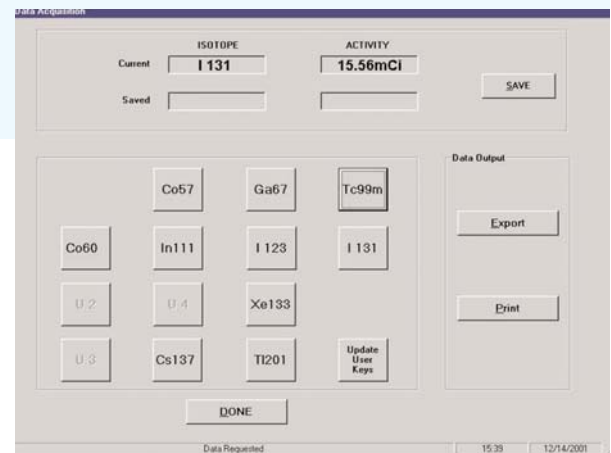 Data Acquisition
ISOTOPE ACTIVITY
Current I 131 15.56mCi
SAVE
Saved
Data Output
Co57 Ga67 Tc99m
Export
Co60 In111 I 123 I 131
U 2 U 4 Xe133
Print
U 3 Cs137 Tl201 Update User Keys
DONE
Data Requested 15:39 12/14/2001